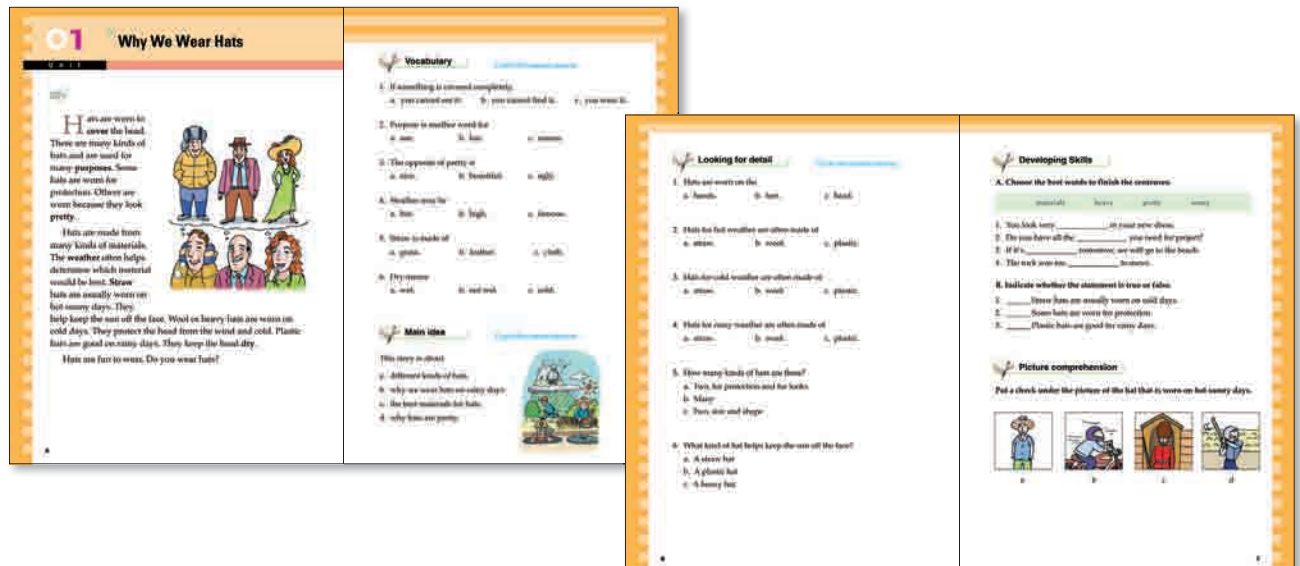 01
Unit
Why We Wear Hats
Hats are worn to
cover the head.
There are many kinds of
hats and are used for
many purposes. Some
hats are worn for
protection. Others are
worn because they look
pretty.
Hats are made from
many kinds of materials.
The weather often helps
determine which material
would be best. Straw
hats are usually worn on
hot sunny days. They
help keep the sun off the face. Wool or heavy hats are worn on
cold days. They protect the head from the wind and cold. Plastic
hats are good on rainy days. They keep the head dry.
Hats are fun to wear. Do you wear hats?
Vocabulary
1. If something is covered completely,
a. you cannot see it. b. you cannot find it. c. you wear it.
2. Purpose is another word for
a. use. b. hat. c.
3. The opposite of pretty is
a. nice. b. beautiful. c. ugly.
4. Weather may be
a. hot. b. high. c.
5. Straw is made of
a. grass. b. leather. c. cloth.
6. Dry means
a. wet. b. not wet. c. cold.
Main idea
This story is about
a. different kinds of hats.
b. why we wear hats on rainy days.
c. the best materials for hats.
d. why hats are pretty.
Looking for detail
1. Hats are worn on the
a. hands. b. feet. c. head.
2. Hats for hot weather are often made of
a. straw. b. wool. c. plastic.
3. Hats for cold weather are often made of
a. straw. b. wool. c. plastic.
4. Hats for rainy weather are often made of
a. straw. b. wool. c. plastic.
5. How many kinds of hats are there?
a. Two, for protection and for looks
b. Many
c. Two, size and shape
6. What kind of hat helps keep the sun off the face?
a. A straw hat
b. A plastic hat
c. A heavy hat
6
Developing Skills
A. Choose the best words to finish the sentences.
materials heavy pretty sunny
1. You look very __________ in your new dress.
2. Do you have all the __________ you need for project?
3. If it's __________ tomorrow, we will go to the beach.
4. The rock was too __________ to move.
B. Indicate whether the statement is true or false.
1. _____ Straw hats are usually worn on cold days.
2. _____ Some hats are worn for protection.
3. _____ Plastic hats are good for rainy days.
Picture comprehension
Put a check under the picture of the hat that is worn on hot sunny days.
a b c d
7